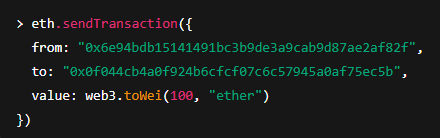 > eth.sendTransaction({
from: "0x6e94bdb15141491bc3b9de3a9cab9d87ae2af82f",
to: "0x0f044cb4a0f924b6cfcf07c6c57945a0af75ec5b",
value: web3.toWei(100, "ether")
})